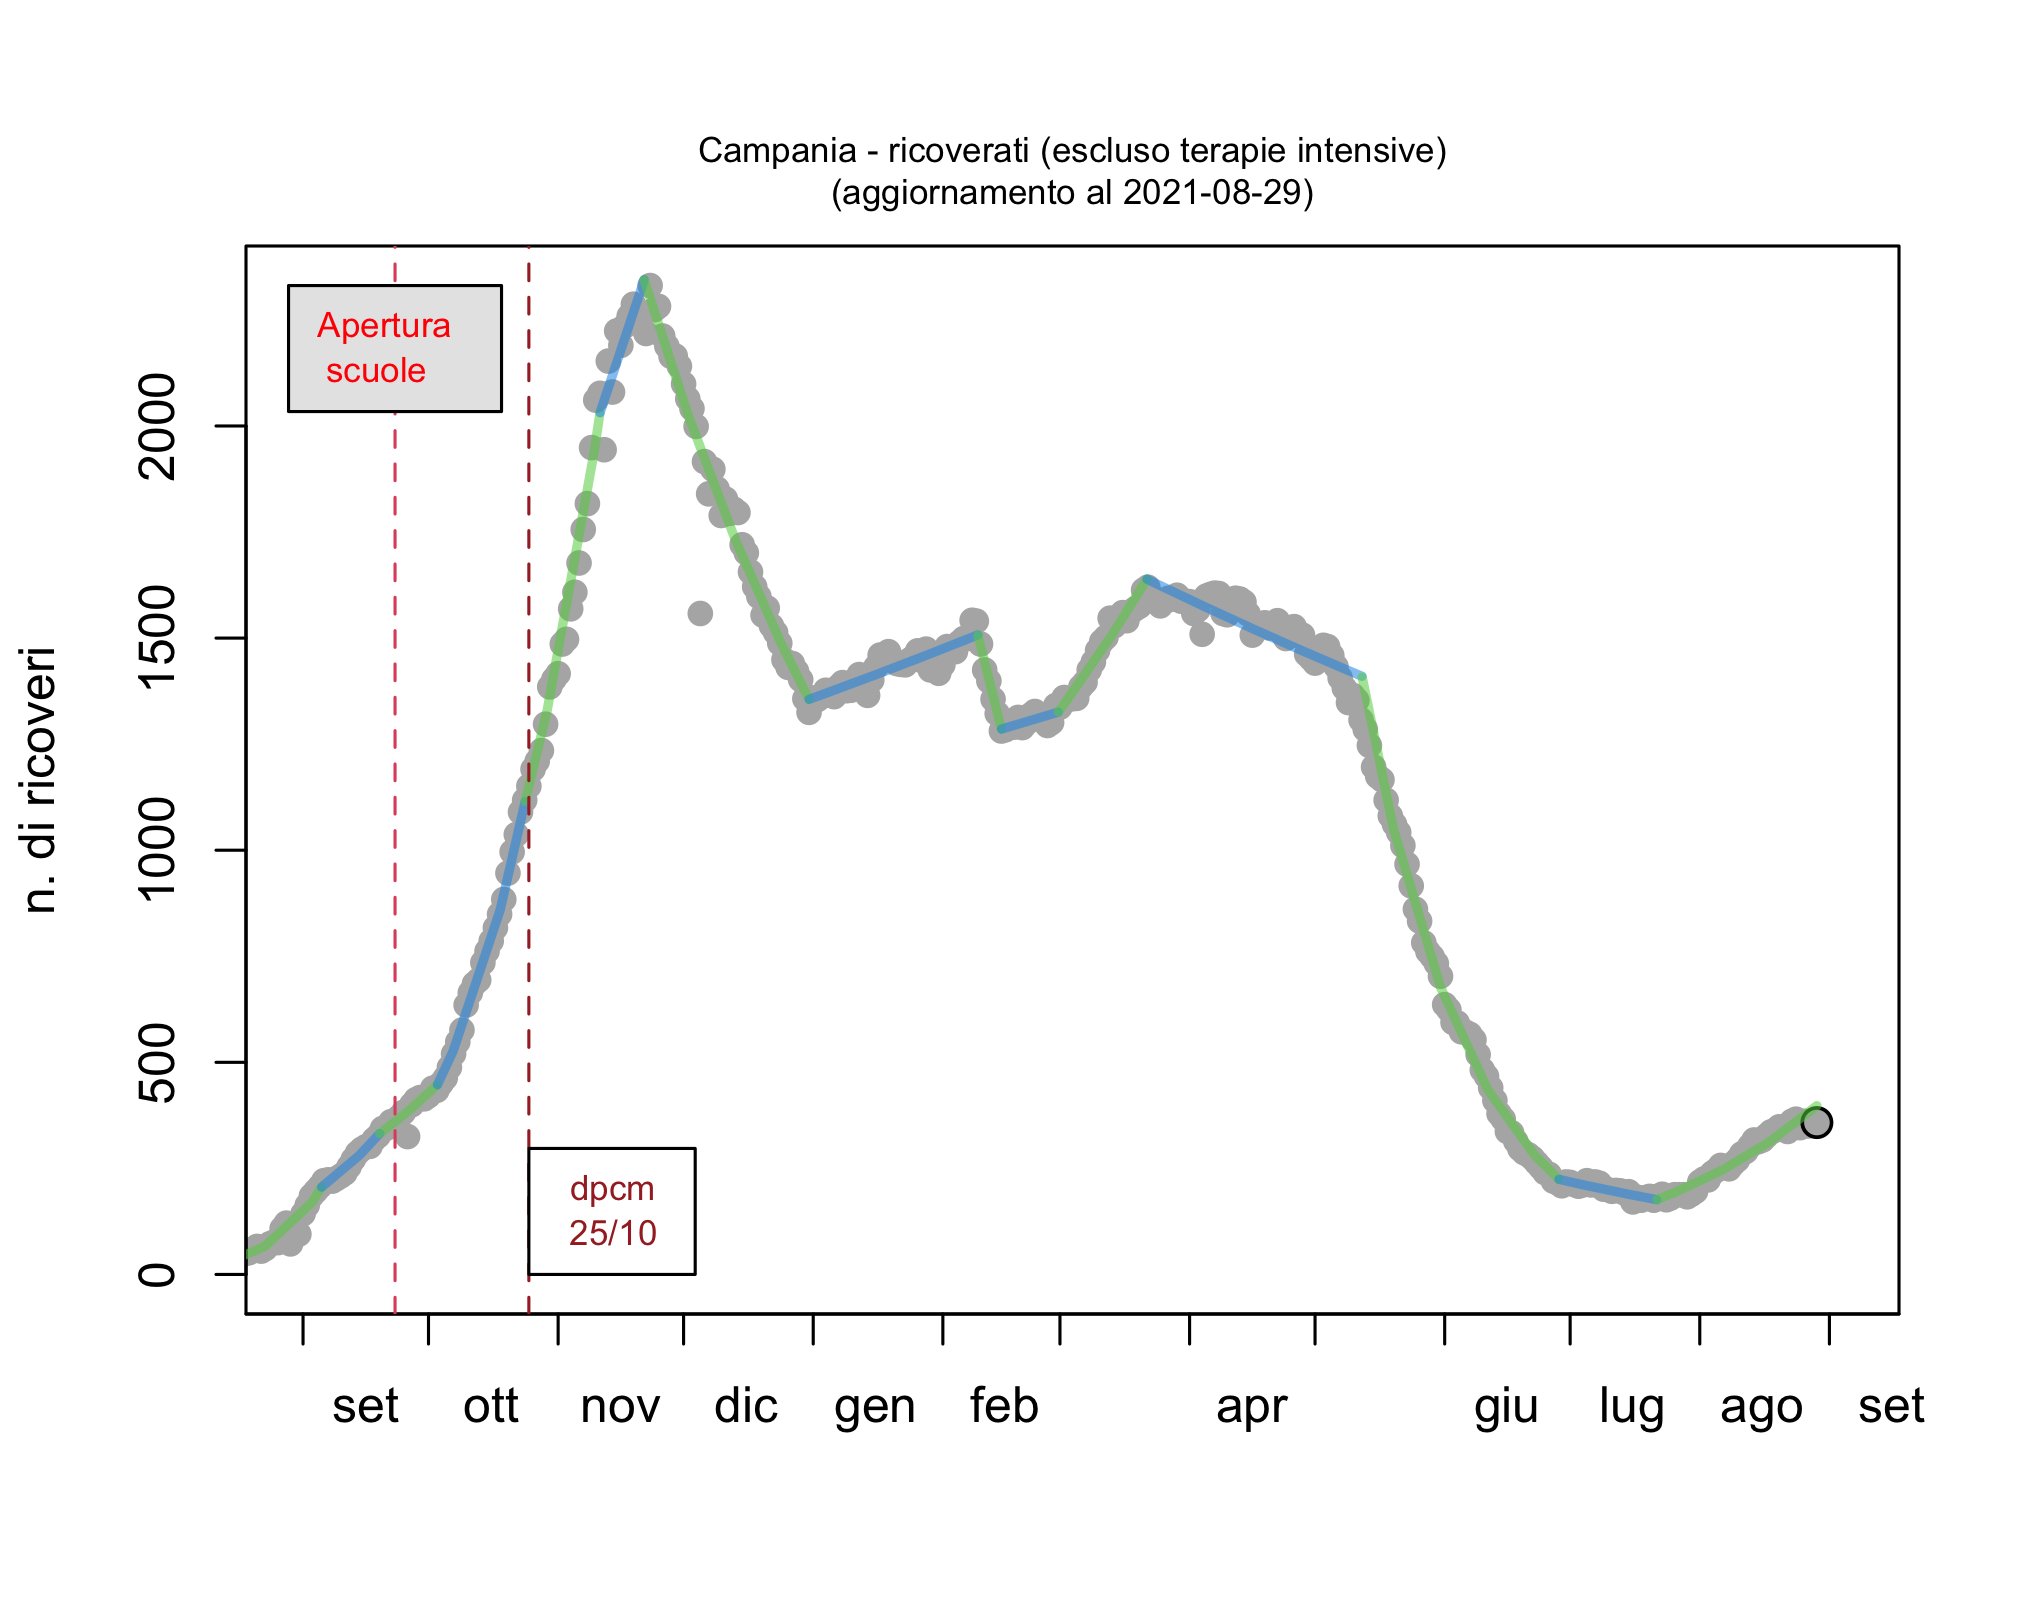 Campania - ricoverati (escluso terapie intensive)
(aggiornamento al 2021-08-29)
Apertura
scuole
dpcm
25/10
n. di ricoveri
2000
1500
1000
500
0
set ott nov dic gen feb apr giu lug ago set